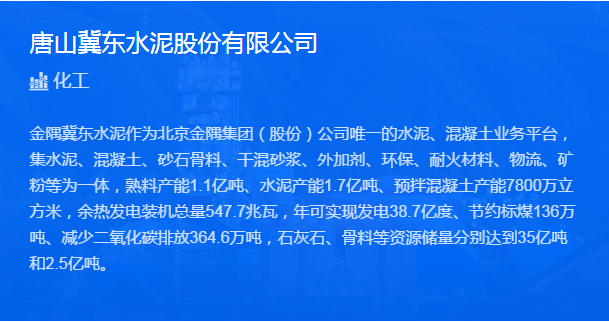 唐山冀东水泥股份有限公司
化工
金隅冀东水泥作为北京金隅集团（股份）公司唯一的水泥、混凝土业务平台，
集水泥、混凝土、砂石骨料、干混砂浆、外加剂、环保、耐火材料、物流、矿
粉等为一体，熟料产能1.1亿吨、水泥产能1.7亿吨、预拌混凝土产能7800万立
方米，余热发电装机总量547.7兆瓦，年可实现发电38.7亿度、节约标煤136万
吨、减少二氧化碳排放364.6万吨，石灰石、骨料等资源储量分别达到35亿吨
和2.5亿吨。